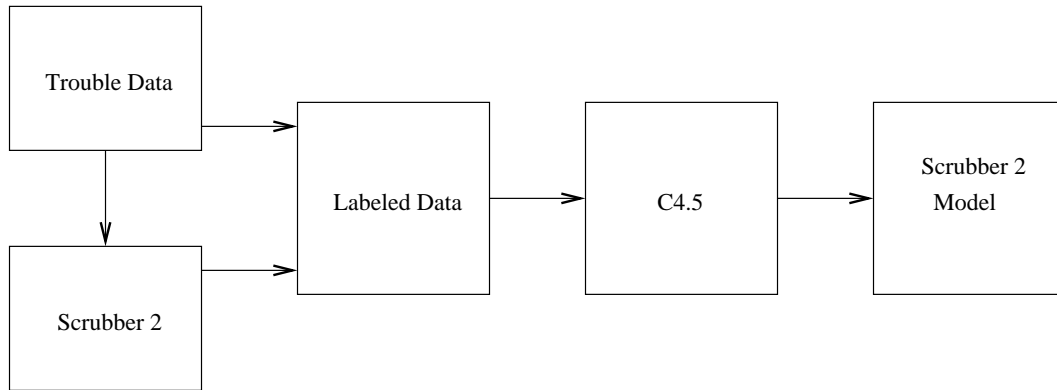 Trouble Data
Scrubber 2
Labeled Data
C4.5
Scrubber 2
Model